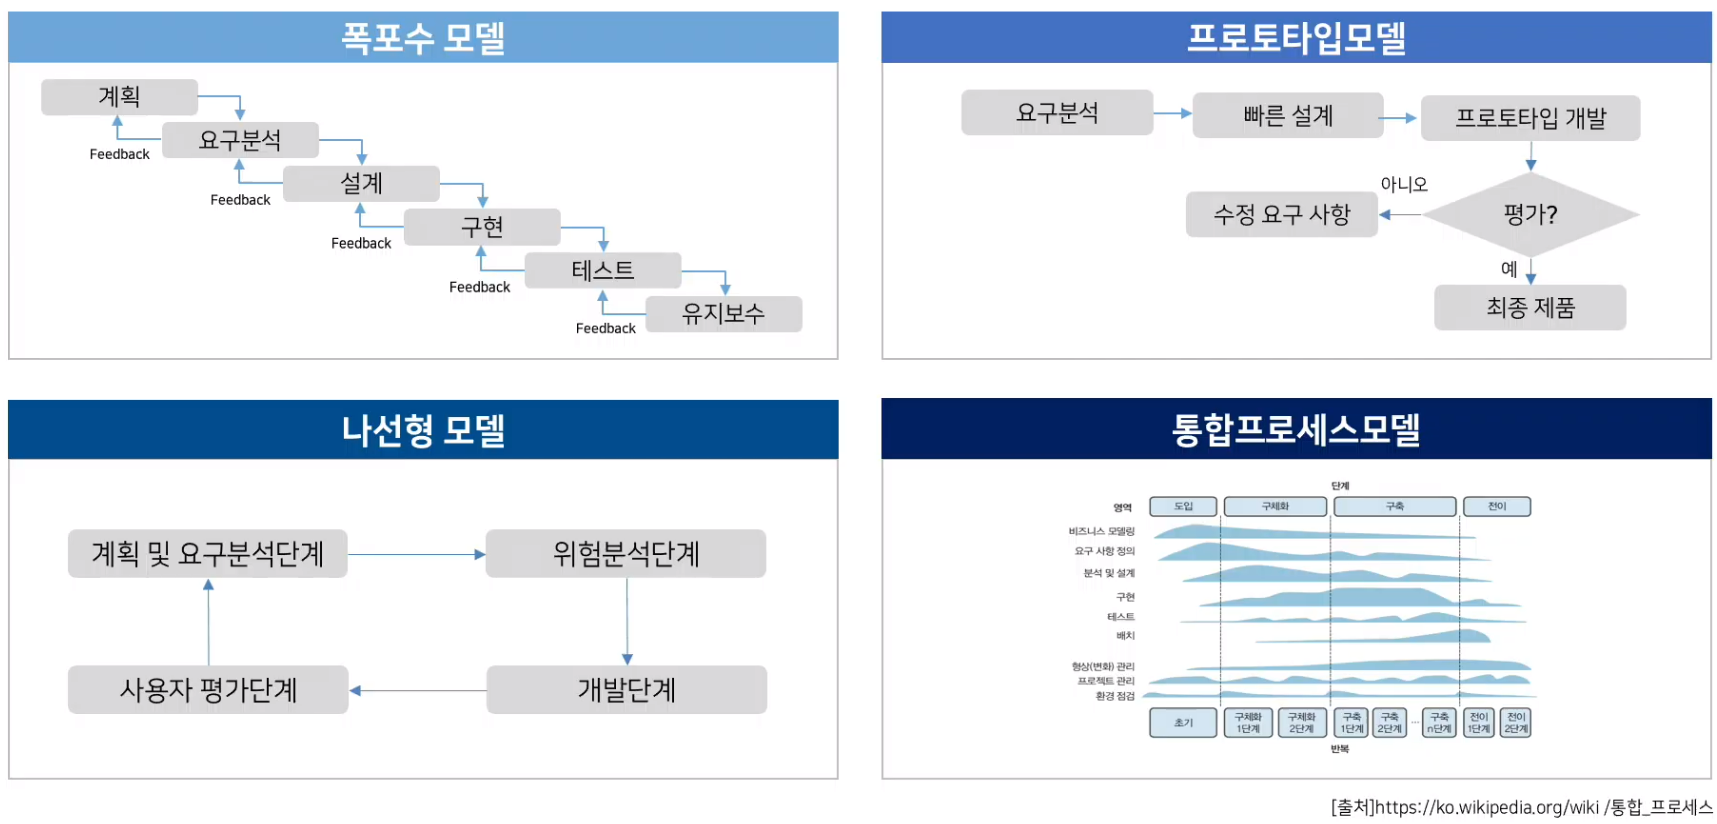 폭포수 모델
계획
Feedback
요구분석
Feedback
설계
Feedback
구현
Feedback
테스트
Feedback
유지보수
프로토타입모델
요구분석
빠른 설계
프로토타입 개발
평가?
아니오
수정 요구 사항
예
최종 제품
나선형 모델
계획 및 요구분석단계
위험분석단계
사용자 평가단계
개발단계
통합프로세스모델
단계
영역
도입
구체화
구축
전이
비즈니스 모델링
요구 사항 정의
분석 및 설계
구현
테스트
배치
형상(변화) 관리
프로젝트 관리
환경 점검
초기
구체화
1단계
구체화
2단계
구축
1단계
구축
2단계
...
구축
n단계
전이
1단계
전이
2단계
반복
[출처]https://ko.wikipedia.org/wiki /통합_프로세스